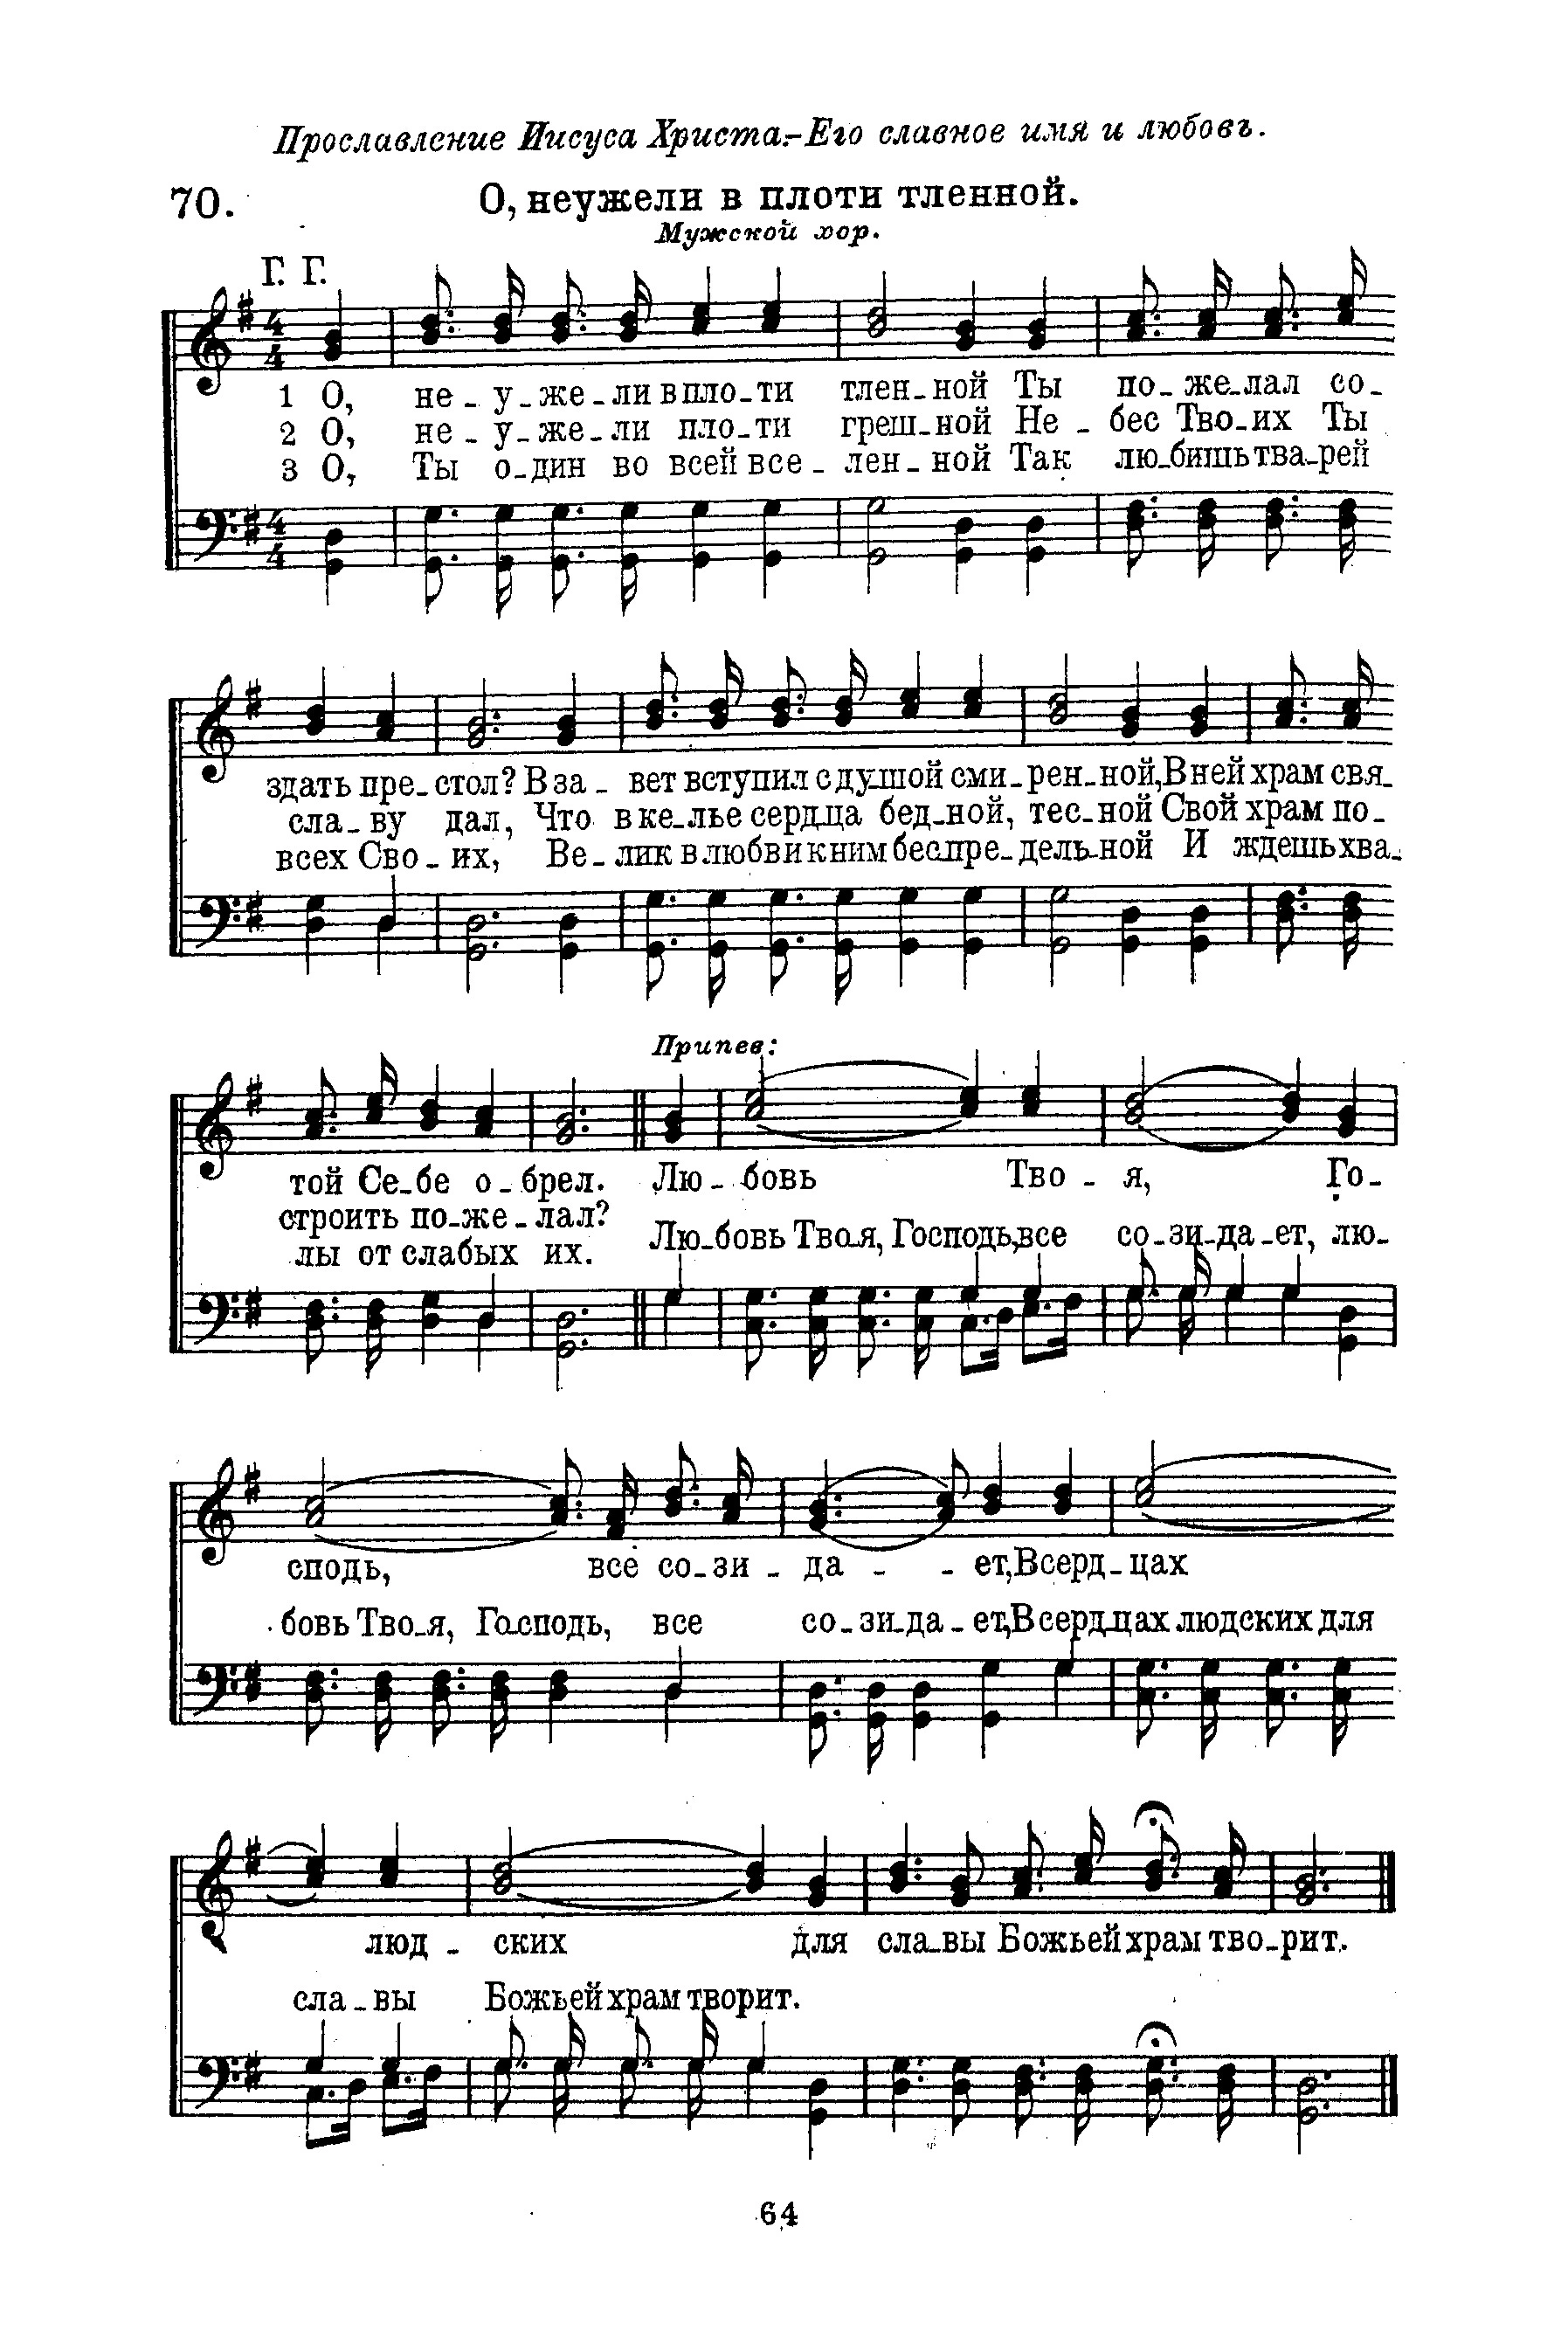 Прославление Иисуса Христа.-Его славное имя и любовъ.
70. О, неужели в плоти тленной.
Мужской хор.
Г. Г.
1 О, не - у - же - ли в пло - ти тлен - ной Ты по - же - лал со -
2 О, не - у - же - ли пло - ти греш - ной Не - бес Тво - их Ты
3 О, Ты о - дин во всей все - лен - ной Так лю - бишь тва - рей
здать пре - стол? В за - вет вступил с душой сми - рен - ной, В ней храм свя -
сла - ву дал, Что в ке - лье сердца бед - ной, тес - ной Свой храм по -
всех Сво - их, Ве - лик в любви к ним бес - пре - дель - ной И ждешь хва -
Припев:
той Се - бе о - брел. Лю - бовь Тво - я, Го -
строить по - же - лал?
Лю - бовь Тво - я, Господь, все со - зи - да - ет, лю -
лы от слабых их.
сподь, все со - зи - да - - ет, В серд - цах
бовь Тво - я, Го - сподь, все со - зи - да - ет, В серд - цах людских для
люд - ских для сла - вы Божьей храм тво - рит.
сла - вы Божьей храм творит.
64